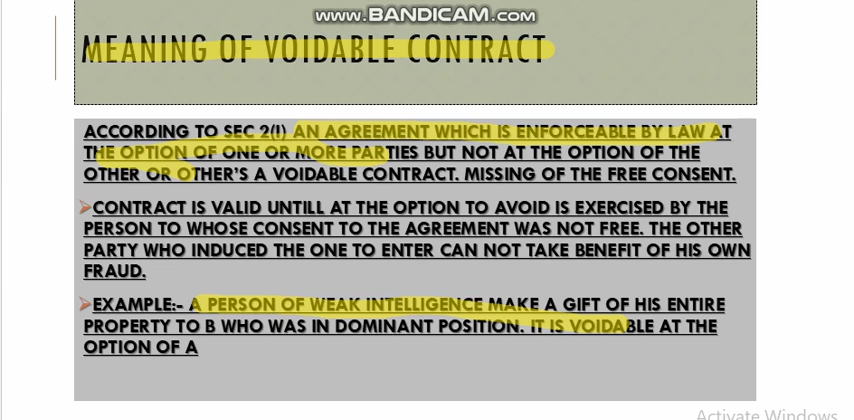 www.BANDICAM.com
MEANING OF VOIDABLE CONTRACT
ACCORDING TO SEC 2(I) AN AGREEMENT WHICH IS ENFORCEABLE BY LAW AT
THE OPTION OF ONE OR MORE PARTIES BUT NOT AT THE OPTION OF THE
OTHER OR OTHER'S A VOIDABLE CONTRACT. MISSING OF THE FREE CONSENT.
CONTRACT IS VALID UNTILL AT THE OPTION TO AVOID IS EXERCISED BY THE
PERSON TO WHOSE CONSENT TO THE AGREEMENT WAS NOT FREE. THE OTHER
PARTY WHO INDUCED THE ONE TO ENTER CAN NOT TAKE BENEFIT OF HIS OWN
FRAUD.
EXAMPLE:- A PERSON OF WEAK INTELLIGENCE MAKE A GIFT OF HIS ENTIRE
PROPERTY TO B WHO WAS IN DOMINANT POSITION. IT IS VOIDABLE AT THE
OPTION OF A
Activate Windows